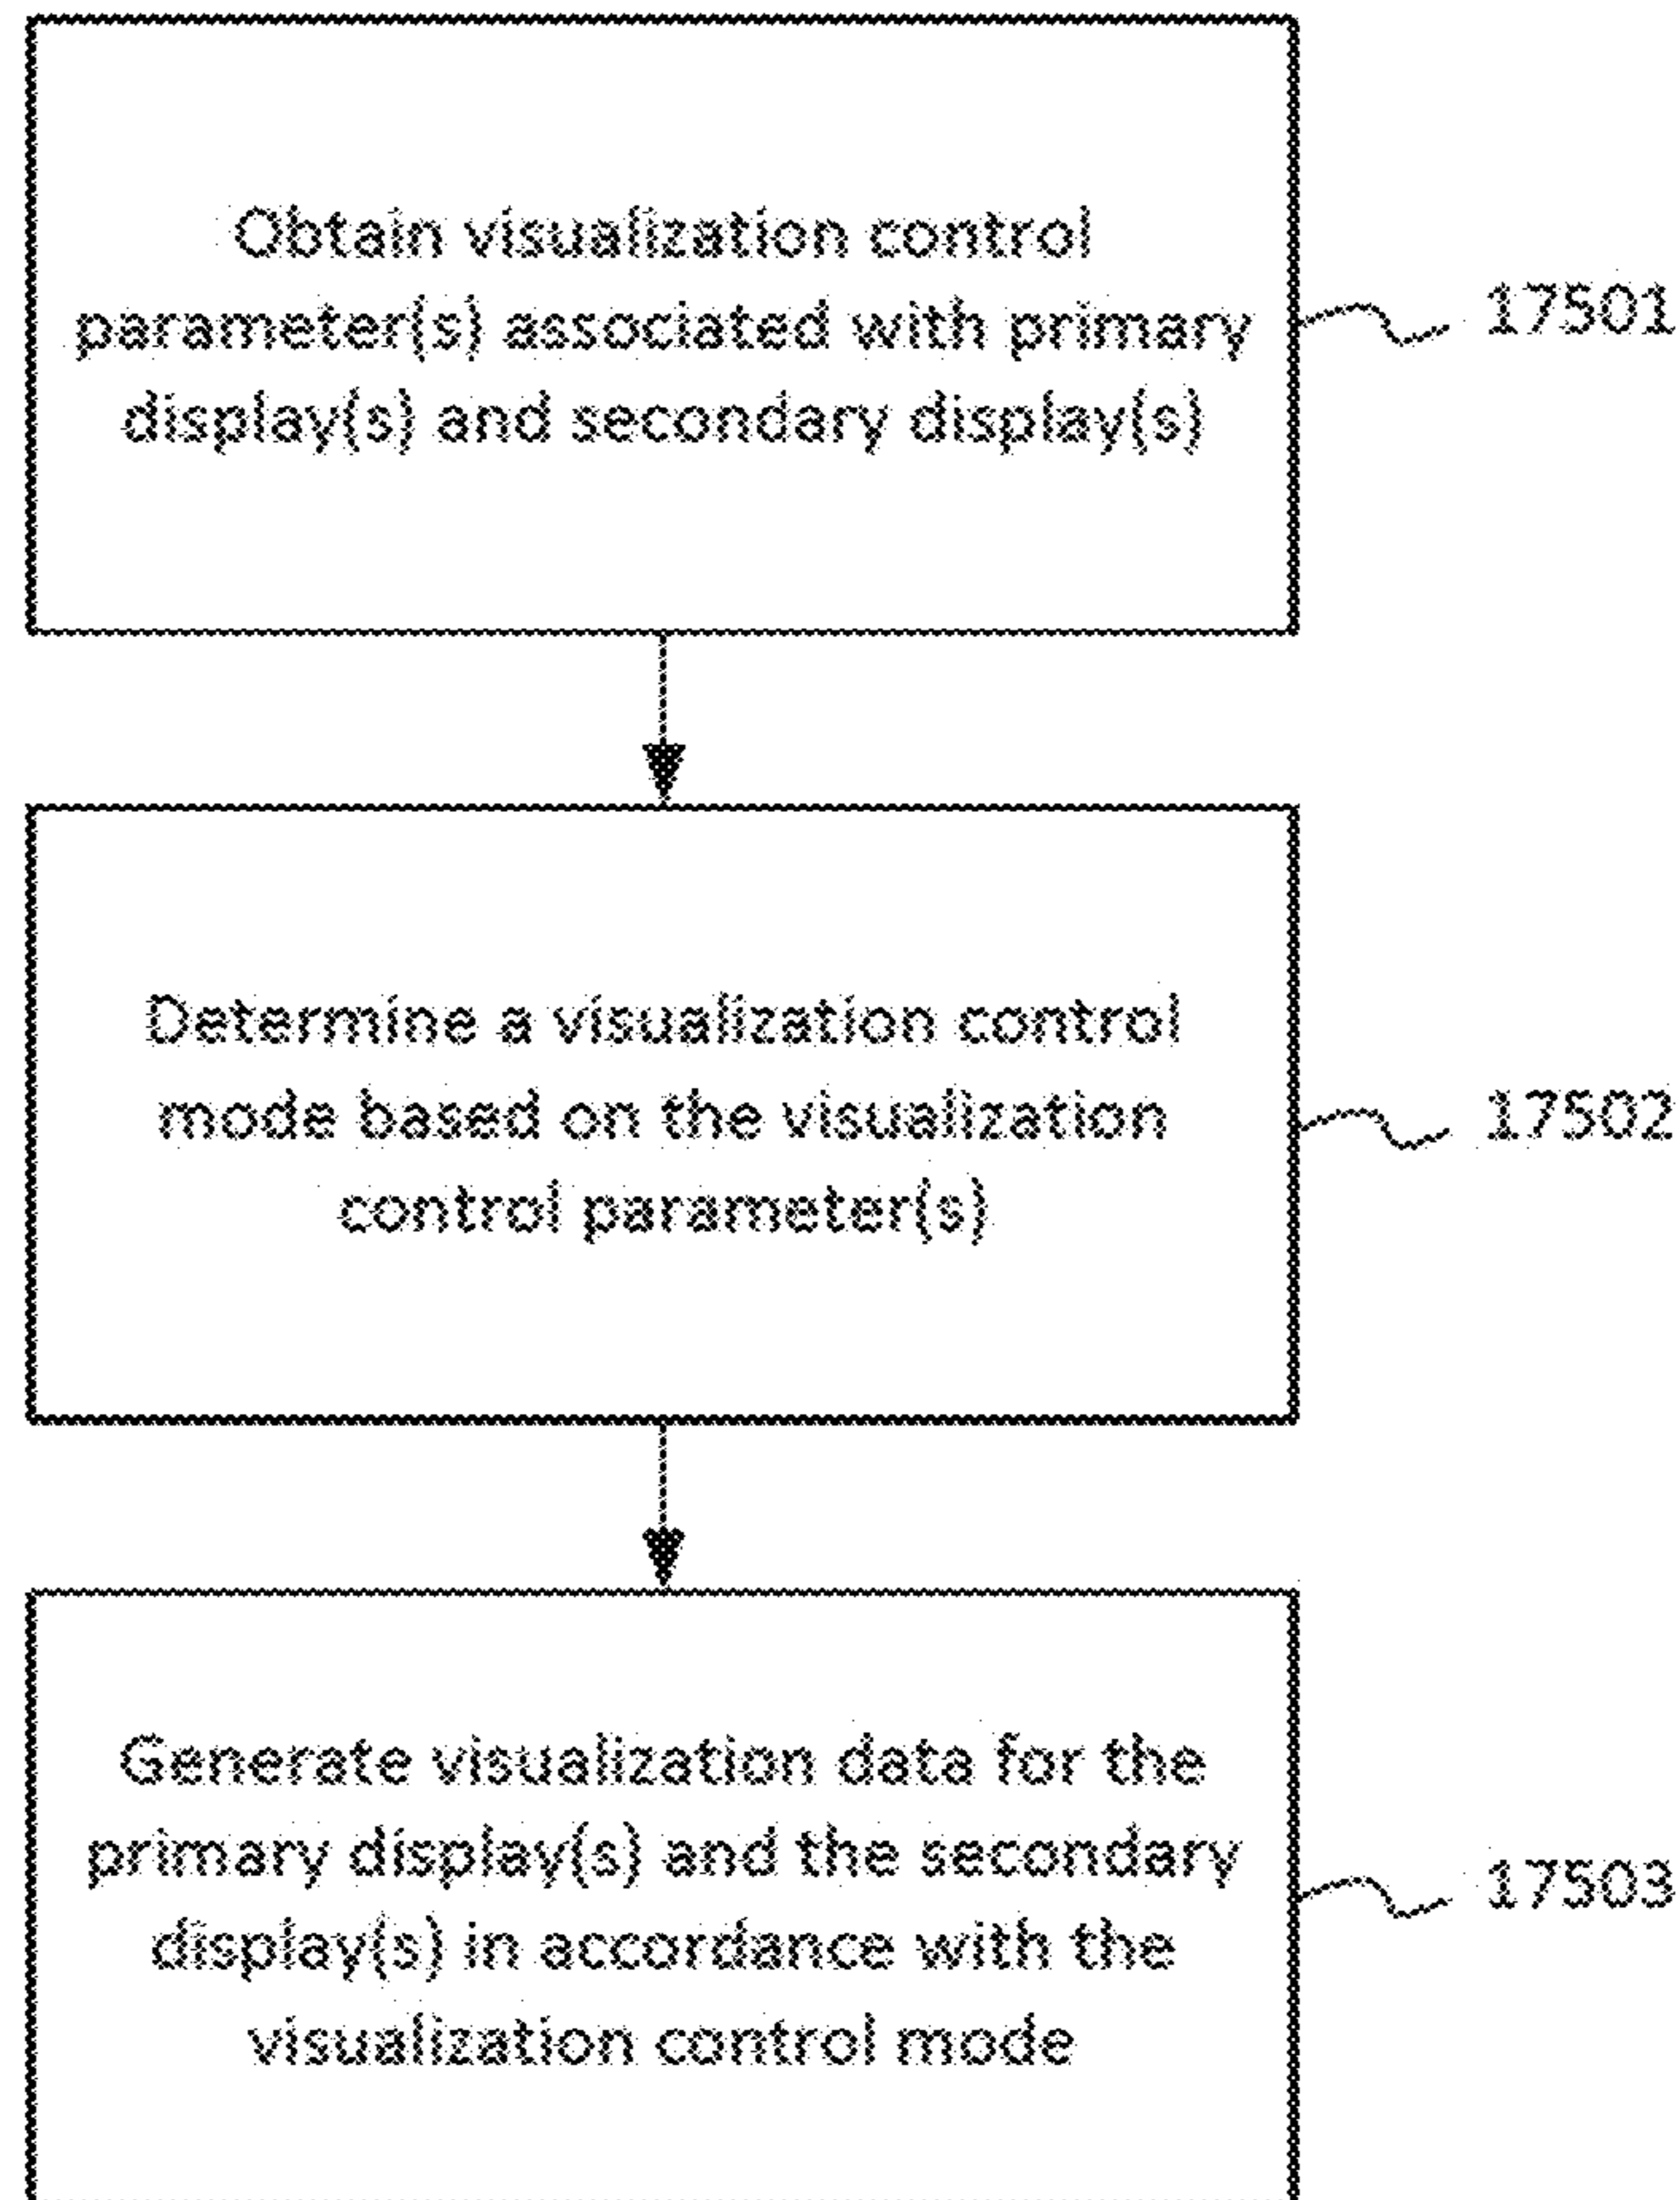 Obtain visualization control
parameter(s) associated with primary
display(s) and secondary display(s)
17501
Determine a visualization control
mode based on the visualization
control parameter(s)
17502
Generate visualization data for the
primary display(s) and the secondary
display(s) in accordance with the
visualization control mode
17503